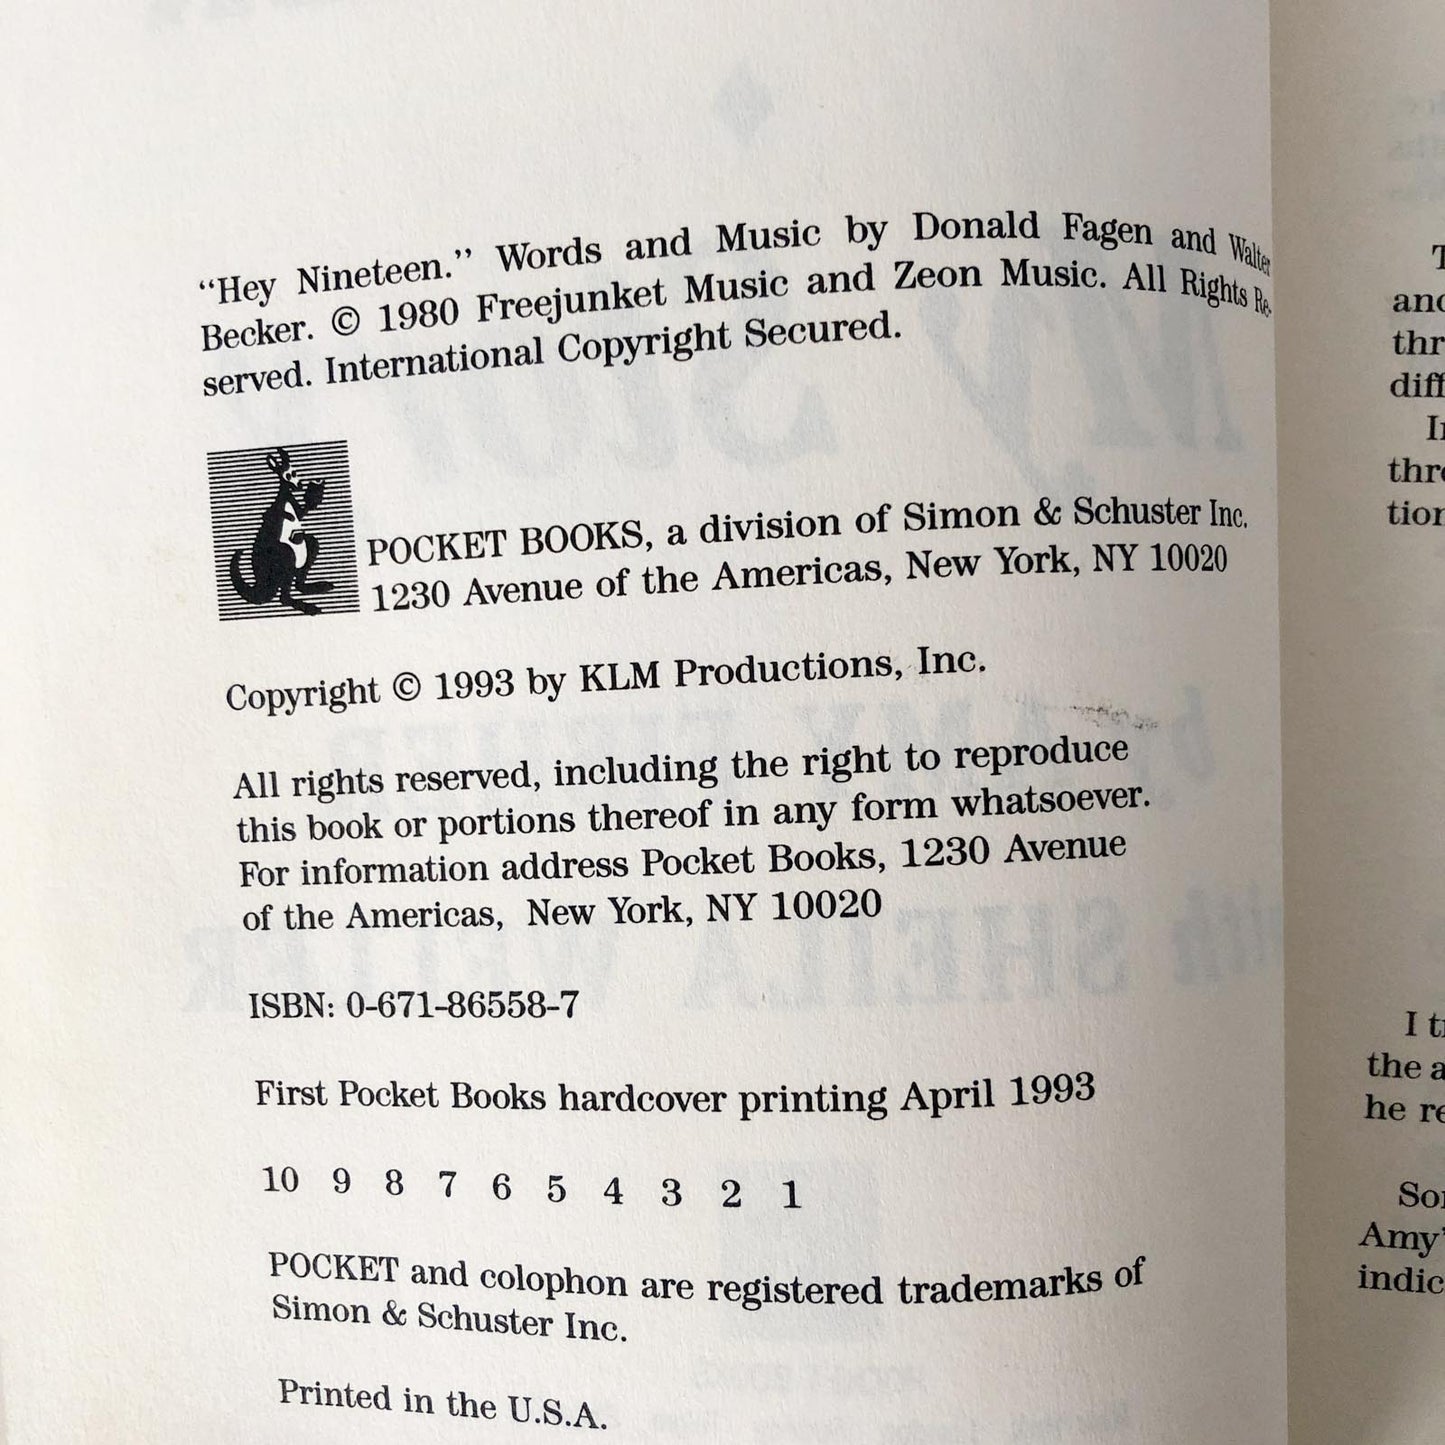 “Hey Nineteen.” Words and Music by Donald Fagen and Walter
Becker. © 1980 Freejunket Music and Zeon Music. All Rights Re-
served. International Copyright Secured.
POCKET BOOKS, a division of Simon & Schuster Inc.
1230 Avenue of the Americas, New York, NY 10020
Copyright © 1993 by KLM Productions, Inc.
All rights reserved, including the right to reproduce
this book or portions thereof in any form whatsoever.
For information address Pocket Books, 1230 Avenue
of the Americas, New York, NY 10020
ISBN: 0-671-86558-7
First Pocket Books hardcover printing April 1993
10 9 8 7 6 5 4 3 2 1
POCKET and colophon are registered trademarks of
Simon & Schuster Inc.
Printed in the U.S.A.
I
the a
he
Amy’